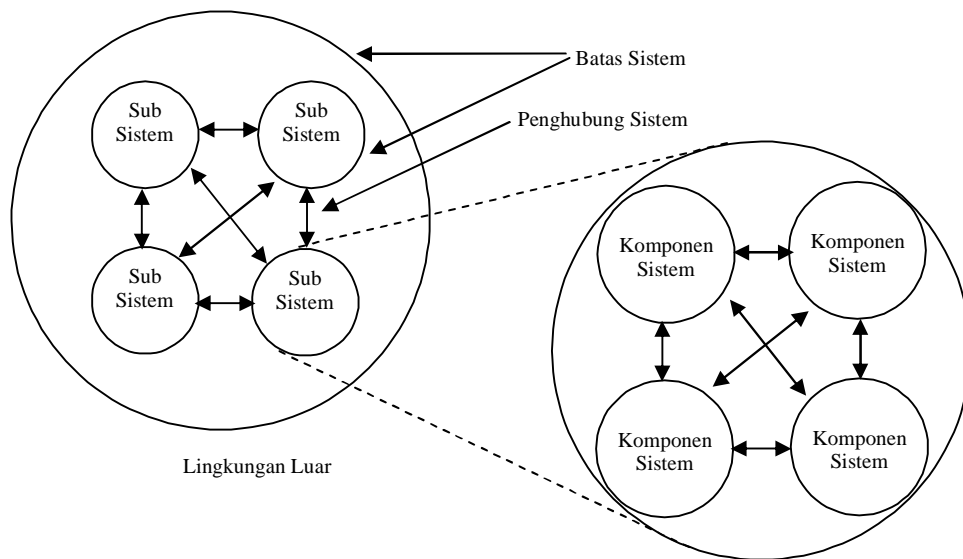 Sub
Sistem
Sub
Sistem
Batas Sistem
Penghubung Sistem
Sub
Sistem
Sub
Sistem
Komponen
Sistem
Komponen
Sistem
Komponen
Sistem
Komponen
Sistem
Lingkungan Luar